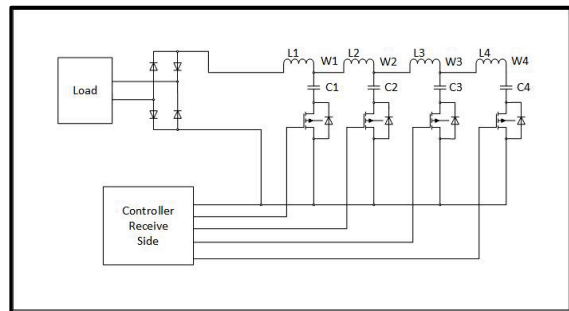 L1
W1
L2
W2
L3
W3
L4
W4
Load
C1
C2
C3
C4
Controller
Receive
Side